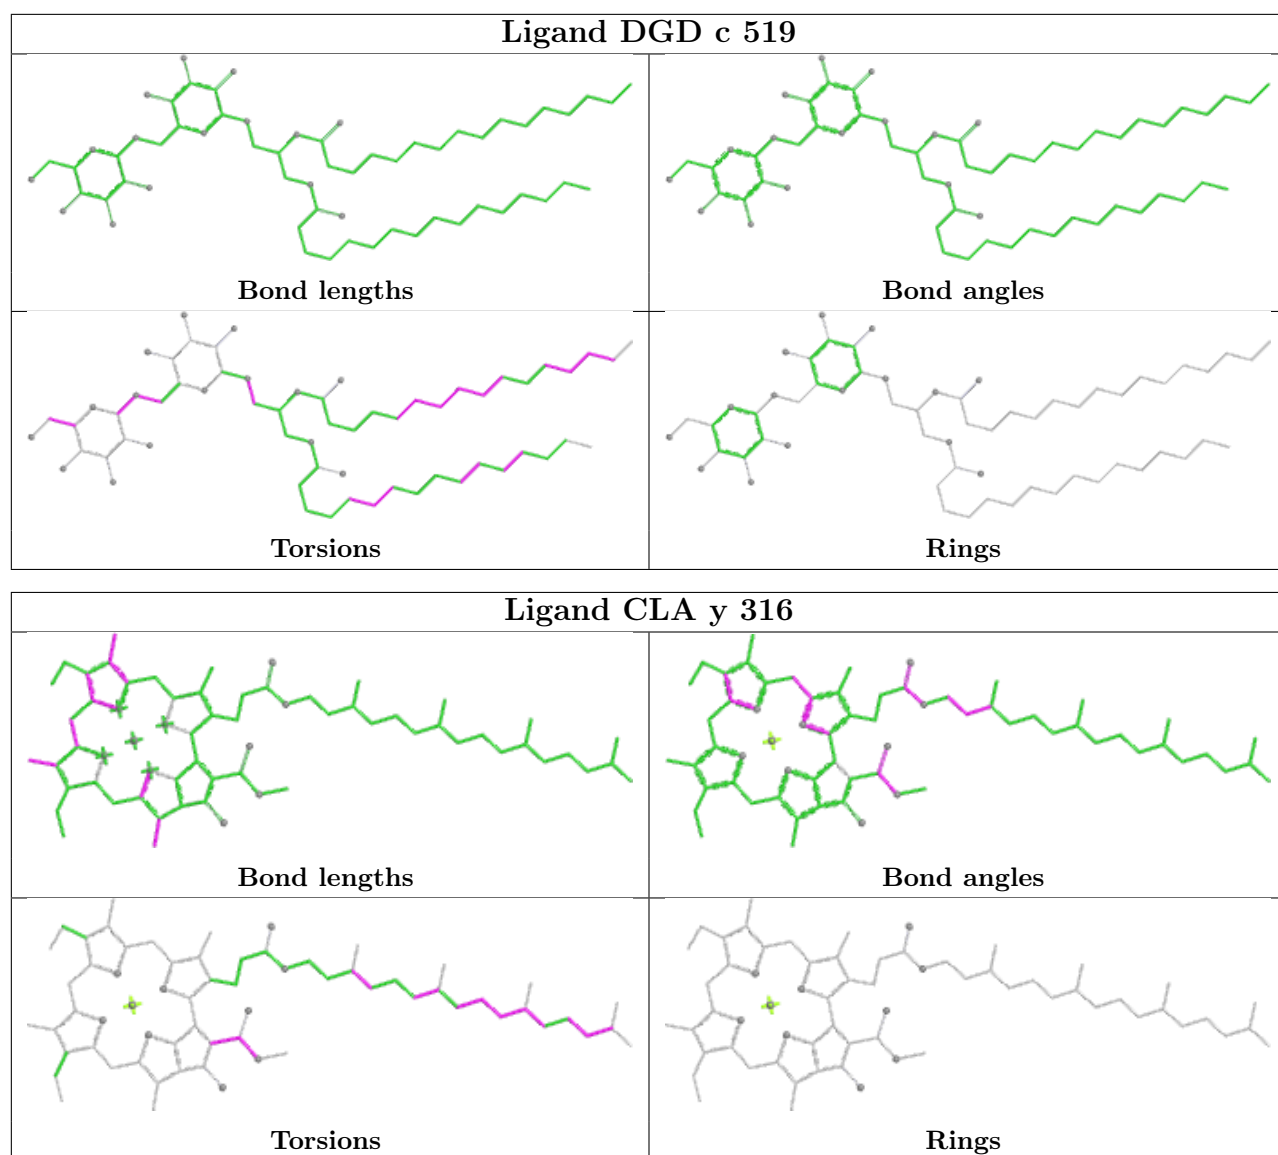 Ligand DGD c 519
Bond lengths
Bond angles
Torsions
Rings
Ligand CLA y 316
Bond lengths
Bond angles
Torsions
Rings